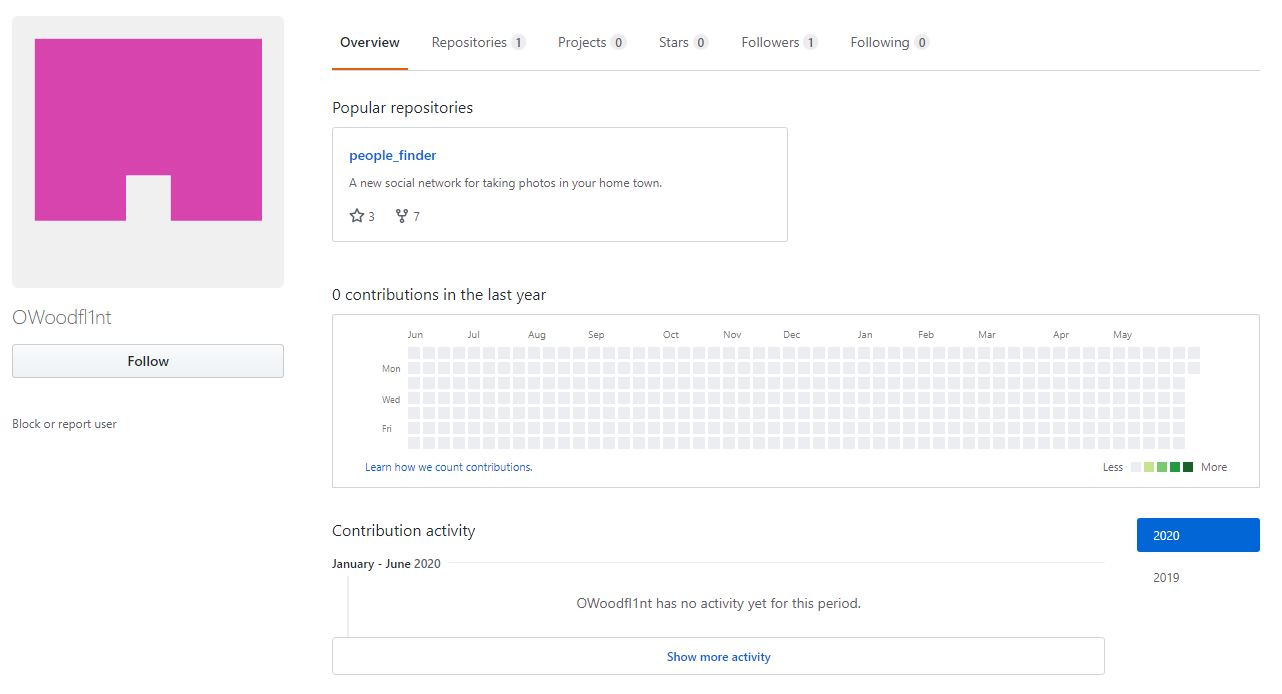 Overview Repositories 1 Projects 0 Stars 0 Followers 1 Following 0
Popular repositories
people_finder
A new social network for taking photos in your home town.
3 7
OWoodfl1nt
Follow
Block or report user
0 contributions in the last year
Jun Jul Aug Sep Oct Nov Dec Jan Feb Mar Apr May
Mon
Wed
Fri
Learn how we count contributions. Less More
Contribution activity
2020
2019
January - June 2020
OWoodfl1nt has no activity yet for this period.
Show more activity